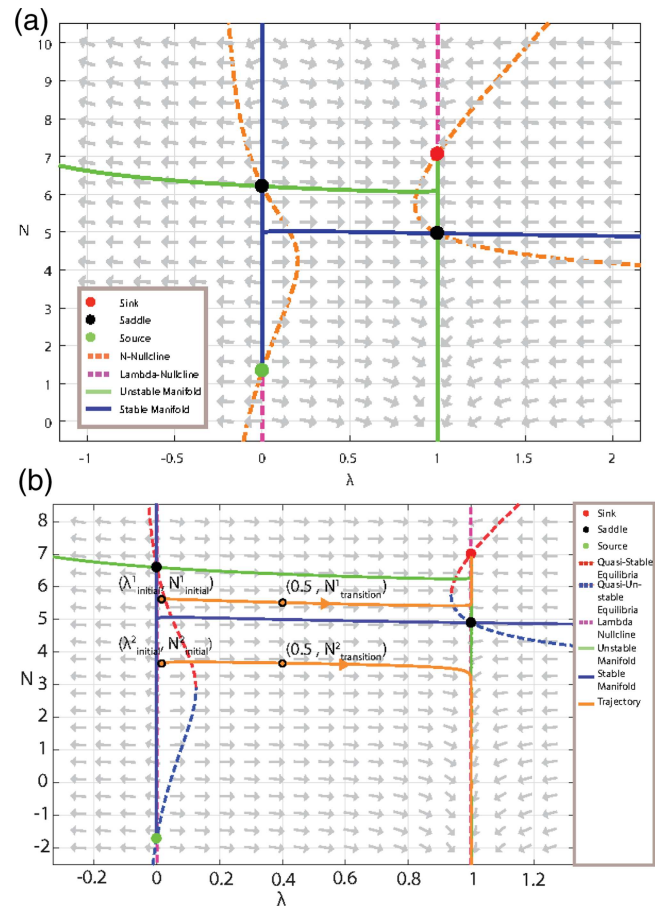 (a)
10
9
8
7
6
5
4
3
2
1
0
N
Sink
Saddle
Source
N-Nullcline
Lambda-Nullcline
Unstable Manifold
Stable Manifold
-1
-0.5
0
0.5
1
1.5
2
λ
(b)
8
7
6
5
4
3
2
1
0
-1
-2
N
(λ¹initial, N¹initial)
(0.5 , N¹transition)
(λ²initial, N²initial)
(0.5 , N²transition)
-0.2
0
0.2
0.4
0.6
0.8
1
1.2
λ
Sink
Saddle
Source
Quasi-Stable
Equilibria
Quasi-Un-
stable
Equilibria
Lambda
Nullcline
Unstable
Manifold
Stable
Manifold
Trajectory